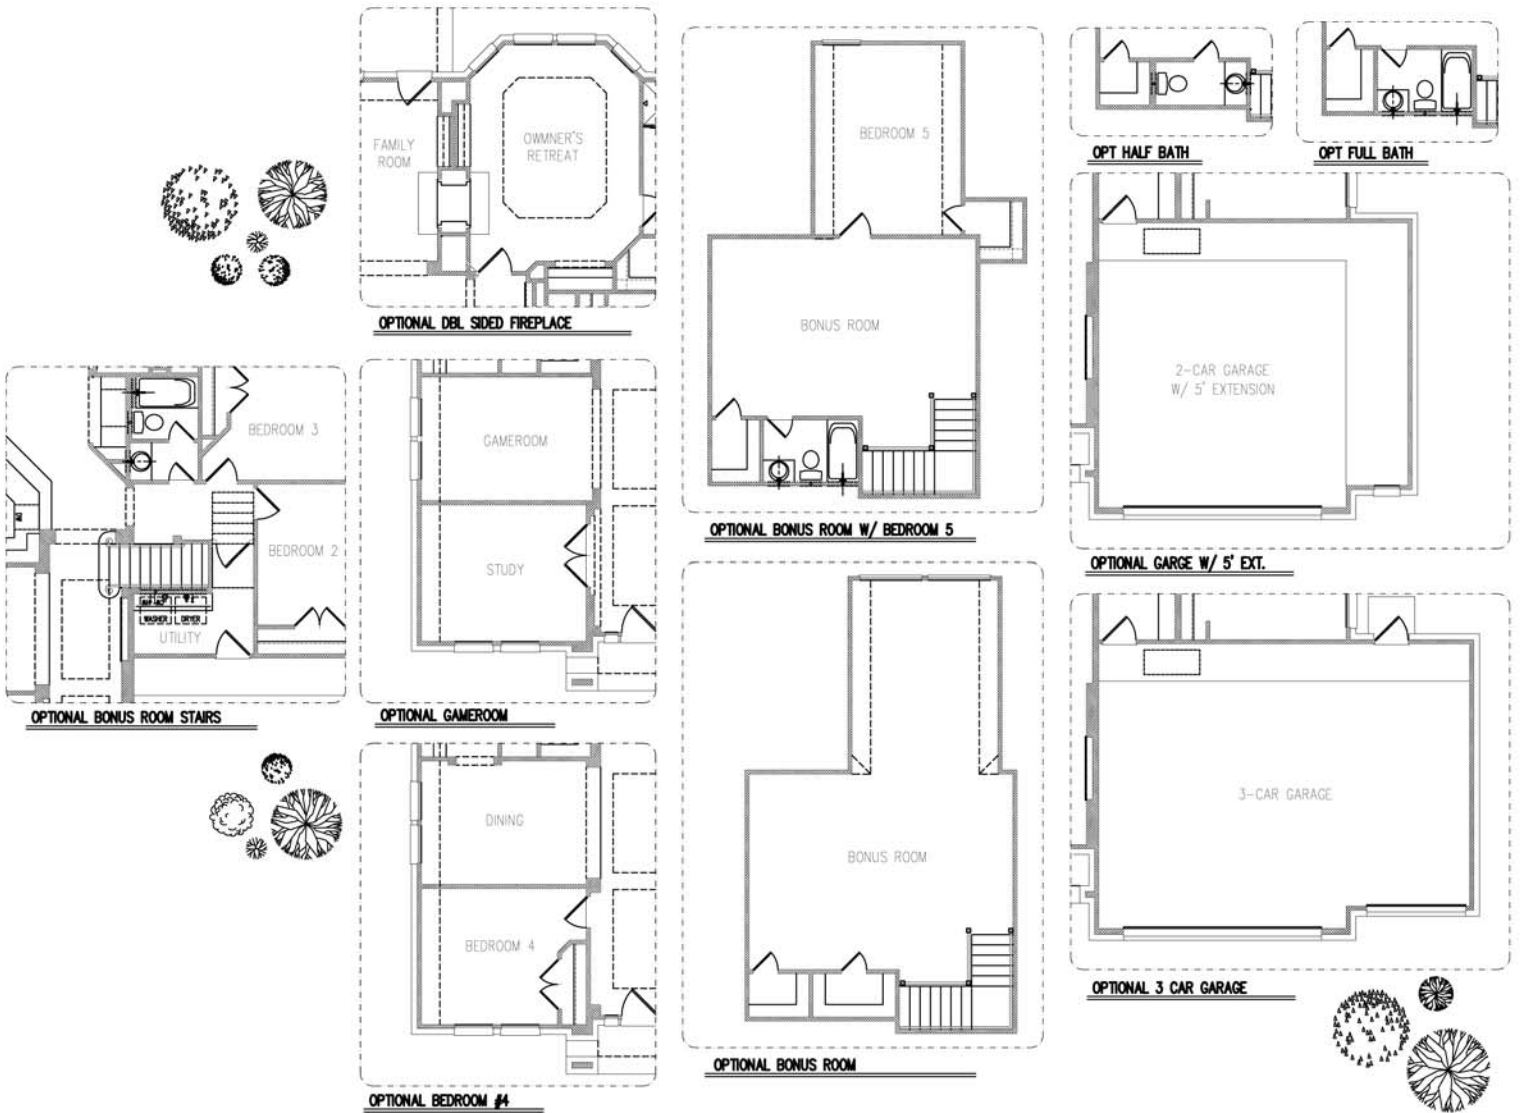 FAMILY
ROOM
OWMNER'S
RETREAT
OPTIONAL DBL SIDED FIREPLACE
BEDROOM 5
BONUS ROOM
OPTIONAL BONUS ROOM W/ BEDROOM 5
OPT HALF BATH
OPT FULL BATH
2-CAR GARAGE
W/ 5' EXTENSION
OPTIONAL GARGE W/ 5' EXT.
BEDROOM 3
BEDROOM 2
DW
WASHER
DRYER
UTILITY
OPTIONAL BONUS ROOM STAIRS
GAMEROOM
STUDY
OPTIONAL GAMEROOM
DINING
BEDROOM 4
OPTIONAL BEDROOM #4
BONUS ROOM
OPTIONAL BONUS ROOM
3-CAR GARAGE
OPTIONAL 3 CAR GARAGE